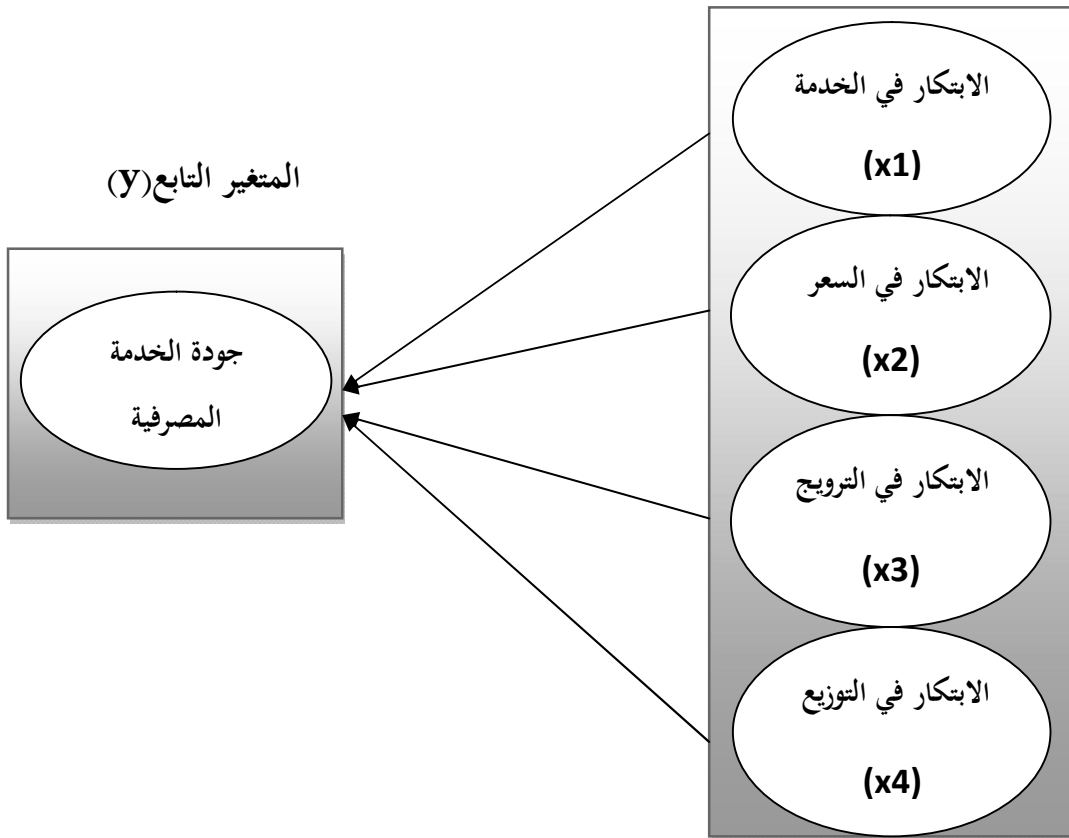 الابتكار في الخدمة
(x1)
المتغير التابع(y)
الابتكار في السعر
(x2)
جودة الخدمة
المصرفية
الابتكار في الترويج
(x3)
الابتكار في التوزيع
(x4)